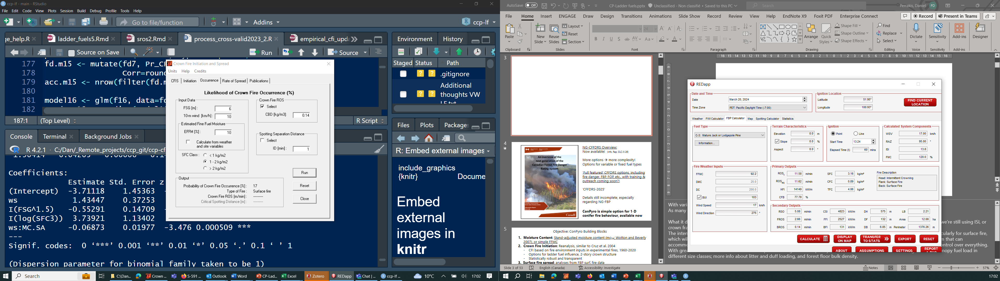 ccp-lf - main - RStudio
File Edit Code View Plots Session Build Debug Profile Tools Help
Go to file/function
Addins
ccp-lf
ge_help.R
ladder_fuels5.Rmd
sros2.Rmd
process_cross-valid2023_2.R
empirical_cfi_upda
Source on Save
Run
Source
177 fd.m15 <- mutate(fd7, Pr_CF
178 Corr=round
179 acc.m15 <- nrow(filter(fd.m
180
181 model16 <- glm(f16, data=fd
182
187:1 (Top Level) R Script
Console Terminal Background Jobs
R 4.2.1 · C:/Dan/_Remote_projects/ccp_git/ccp-cf
Coefficients:
Estimate Std. Error z
(Intercept) -3.71118 1.45363
ws 1.43447 0.37253
I(FSG^1.5) -0.55291 0.14709
I(log(SFC3)) 3.73921 1.13402
ws:MC.SA -0.06873 0.01977 -3.476 0.000509 ***
---
Signif. codes: 0 ‘***’ 0.001 ‘**’ 0.01 ‘*’ 0.05 ‘.’ 0.1 ‘ ’ 1
(Dispersion parameter for binomial family taken to be 1)
Crown Fire Initiation and Spread
Units Help Credits
CFIS Initiation Occurrence Rate of Spread Publications
Likelihood of Crown Fire Occurrence (%)
Input Data
FSG [m] : 6
10-m wind [km/h] : 10
Estimated Fine Fuel Moisture
EFFM [%] : 10
Calculate from weather
and site variables
SFC Class : < 1 kg/m2
1 - 2 kg/m2
> 2 kg/m2
Crown Fire ROS
Select
CBD [kg/m3]: 0.14
Spotting Separation Distance
Select
ID [min] : 1
Run
Reset
Close
Output
Probability of Crown Fire Occurrence [%] : 17
Type of Fire : Surface fire
Crown Fire ROS [m/min] : ----------
Critical Spotting Distance [m] : ----------
Environment History
Staged Status Path
.gitignore
Additional
thoughts VW
Files Plots Packages
R: Embed external images
include_graphics
{knitr} Docume
Embed
external
images in
knitr
Search
C:\Dan...
Crown ...
S-591 ...
Outlook
Word
CP-Lad...
Excel
Zotero
REDapp
Chat | ...
ccp-lf ...
10°C
17:02
AutoSave Off
CP-Ladder fuels.pptx
Unclassified - Non classifié • Saved to this PC
Search
Perrakis, Daniel PD
File Home Insert ENGAGE Draw Design Transitions Animations Slide Show Record Review View Help EndNote X9 Foxit PDF Enterprise Connect
Record
Present in Teams
Paste
Clipboard
New
Slide
Reuse
Slides
Layout
Reset
Section
Slides
24
Font
Paragraph
Arrange
Quick
Styles
Shape Fill
Shape Outline
Shape Effects
Drawing
Find
Replace
Select
Editing
Dictate
Voice
Sensitivity
Sensitivity
Add-ins
Add-ins
Designer
3
4
An overview of the
next generation of the
Canadian Forest Fire Danger
Rating System
Canada
NG-CFFDRS Overview:
Now available! (Info. Rep. GLC-X-26)
More options → more complexity!
Options for variable or fixed fuel types
'Full featured' CFFDRS options, including
fire danger, FBP, FOP, etc., with training &
outreach coming soon?!
'CFFDRS-2025'
Details still incomplete, especially
regarding NG-FBP
ConPyro is simple option for 1-D
conifer fire behaviour, available now
5
Objective: ConPyro Building Blocks
1. Moisture Content: Stand-adjusted moisture content (mcSA; Wotton and Beverly
2007), or simple FFMC
2. Crown Fire Initiation: Reanalysis, similar to Cruz et al. 2004
- CFI based on fire environment inputs in experimental fires, 1960-2020
- Options for ladder fuel influence, 2-story crown structure
- Statistically robust and transparent
3. Surface fire spread: analyses from FBP surf. fire data
REDapp
Date and Time
Date March 20, 2024
Time Zone PDT: Pacific Daylight Time (-7:00)
Ignition Location
Latitude 51.95°
Longitude 100.93°
FIND CURRENT
LOCATION
Weather FWI Calculator FBP Calculator Map Spotting Calculator Statistics
Fuel Type
C-3: Mature Jack or Lodgepole Pine
Information...
Terrain Characteristics
Elevation 0.0 m
Slope 0.0 %
Aspect 0.0 °
Ignition
Point Line
Start Time 13:24
Elapsed Time (t) 60 mins
Calculated System Components
WSV 17.00 km/h
RAZ 95.00 °
ISI 13.8
FMC 120.0 %
Fire Weather Inputs
FFMC 92.2
DMC 25.0
DC 200.0
BUI 103
Wind Speed 17 km/h
Wind Direction 275 °
Primary Outputs
ROSt 11.58 m/min SFC 3.16 kg/m²
ROSeq 11.62 m/min CFC 0.89 kg/m²
HFI 14149 kW/m TFC 4.06 kg/m²
CFB 77.78 %
Fire Description
Head: Intermittent Crowning
Flank: Surface Fire
Back: Surface Fire
Secondary Outputs
RSO 5.08 m/min CSI 4823 kW/m DH 575 m LB 2.21
FROS 2.66 m/min FFI 2527 kW/m DF 132 m Area 12.08 ha
BROS 0.14 m/min BFI 131 kW/m DB 6.85 m Perimeter 1376.26 m
CALCULATE
DISPLAY
ON MAP
TRANSFER
TO STATS
EXPORT
RESET
ABOUT
ASSUMPTIONS
SETTINGS
REPORT
With vari
As many
What it d we're still using ISI, or
crown fra
The inter cularly for surface fire,
which wil m that can
accommo ontrol over everything.
With grea nopy fuel load in
different size classes; more info about litter and duff loading, and forest floor bulk density.
Slide 3 of 53 English (Canada) Accessibility: Investigate Notes 57%
17:02